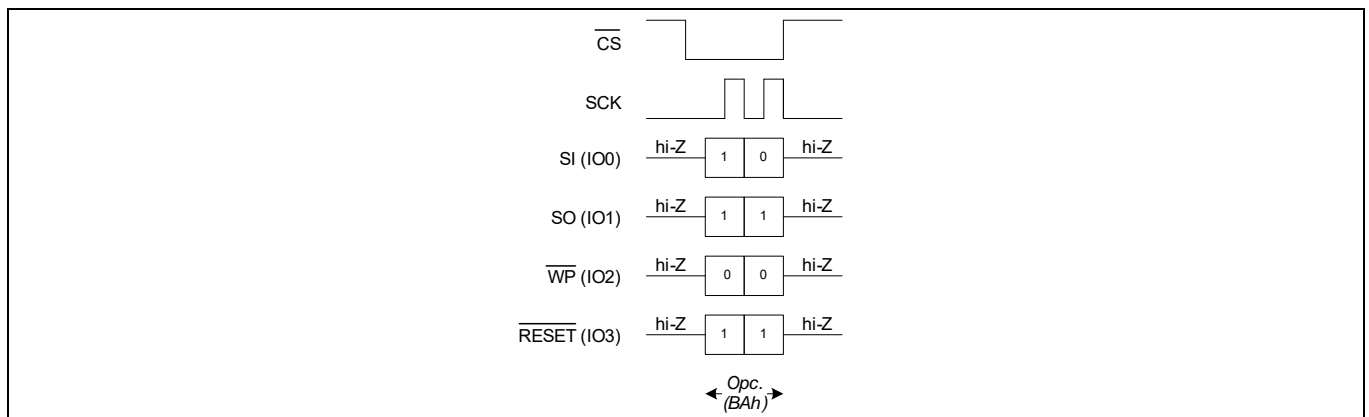 CS
SCK
SI (IO0) hi-Z 1 0 hi-Z
SO (IO1) hi-Z 1 1 hi-Z
WP (IO2) hi-Z 0 0 hi-Z
RESET (IO3) hi-Z 1 1 hi-Z
Opc.
(BAh)